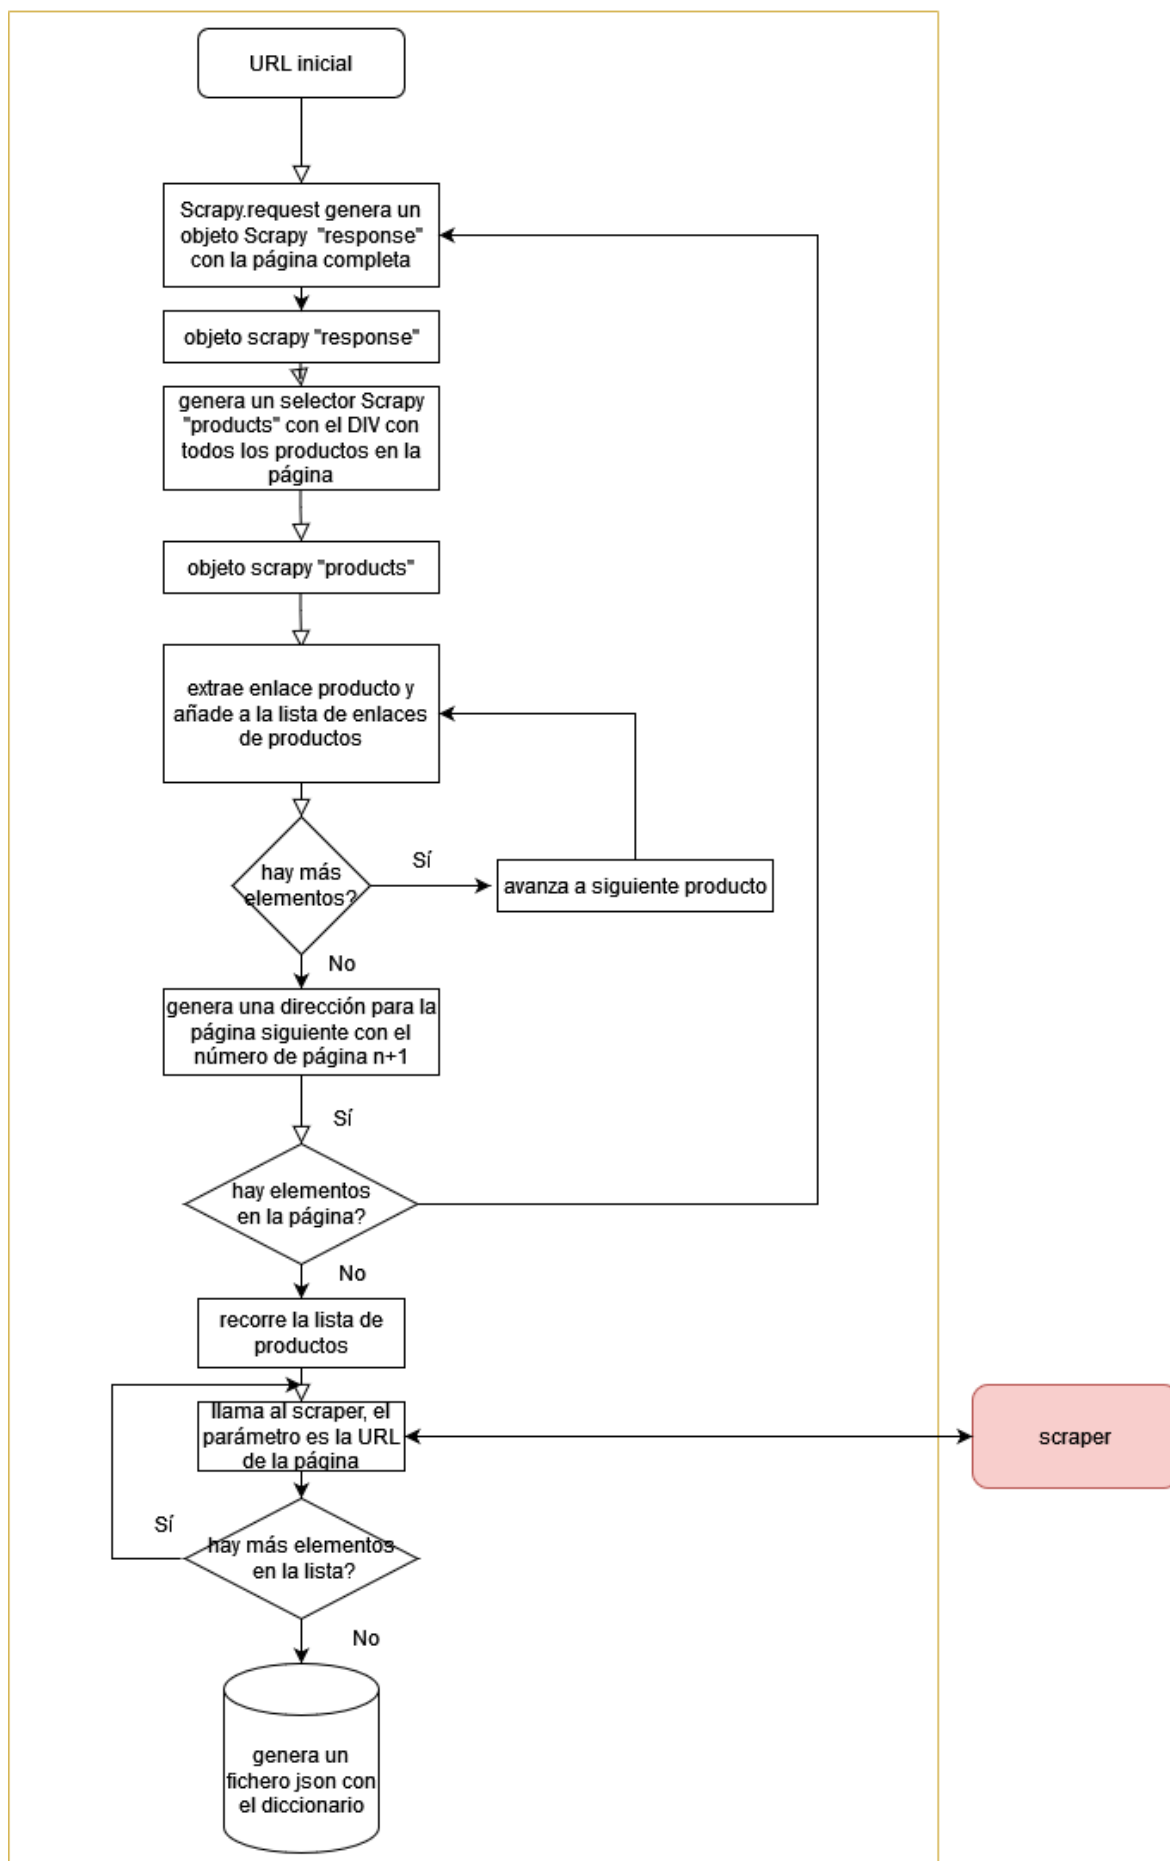 URL inicial
Scrapy.request genera un
objeto Scrapy "response"
con la página completa
objeto scrapy "response"
genera un selector Scrapy
"products" con el DIV con
todos los productos en la
página
objeto scrapy "products"
extrae enlace producto y
añade a la lista de enlaces
de productos
hay más
elementos?
Sí
avanza a siguiente producto
No
genera una dirección para la
página siguiente con el
número de página n+1
Sí
hay elementos
en la página?
No
recorre la lista de
productos
llama al scraper, el
parámetro es la URL
de la página
scraper
Sí
hay más elementos
en la lista?
No
genera un
fichero json con
el diccionario